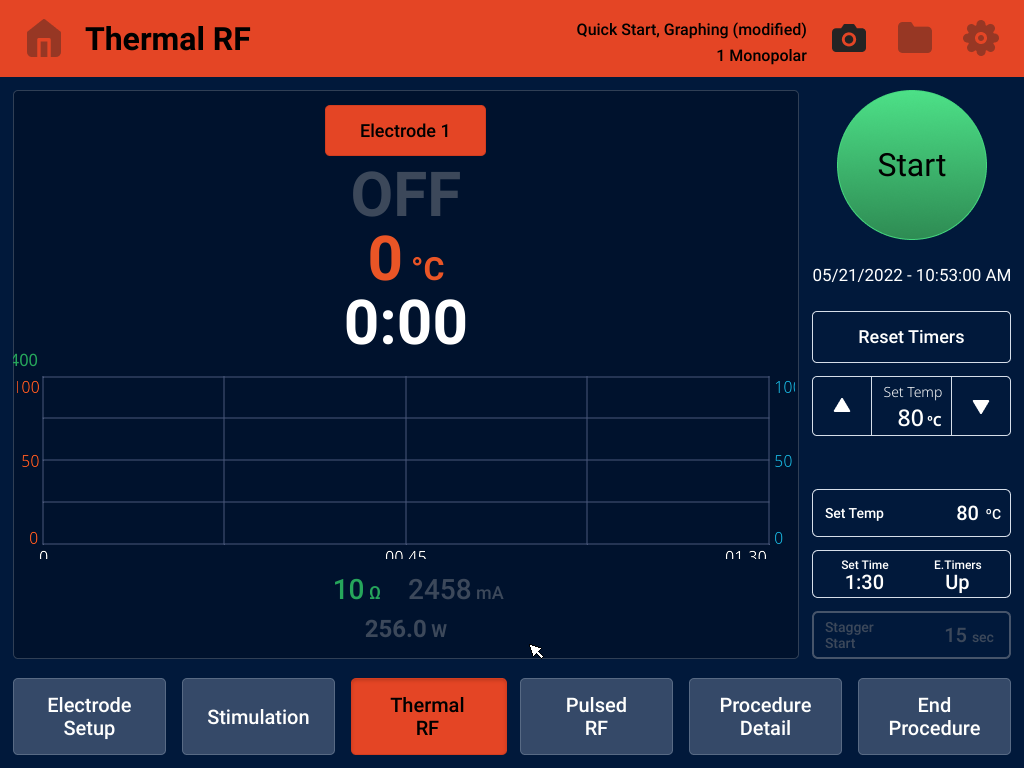 Thermal RF
Quick Start, Graphing (modified)
1 Monopolar
Electrode 1
OFF
0 °C
0:00
400
100
50
0
100
50
0
0
00.45
01.30
10 Ω 2458 mA
256.0 W
Start
05/21/2022 - 10:53:00 AM
Reset Timers
Set Temp
80 °C
Set Temp 80 °C
Set Time E.Timers
1:30 Up
Stagger
Start
15 sec
Electrode
Setup
Stimulation
Thermal
RF
Pulsed
RF
Procedure
Detail
End
Procedure